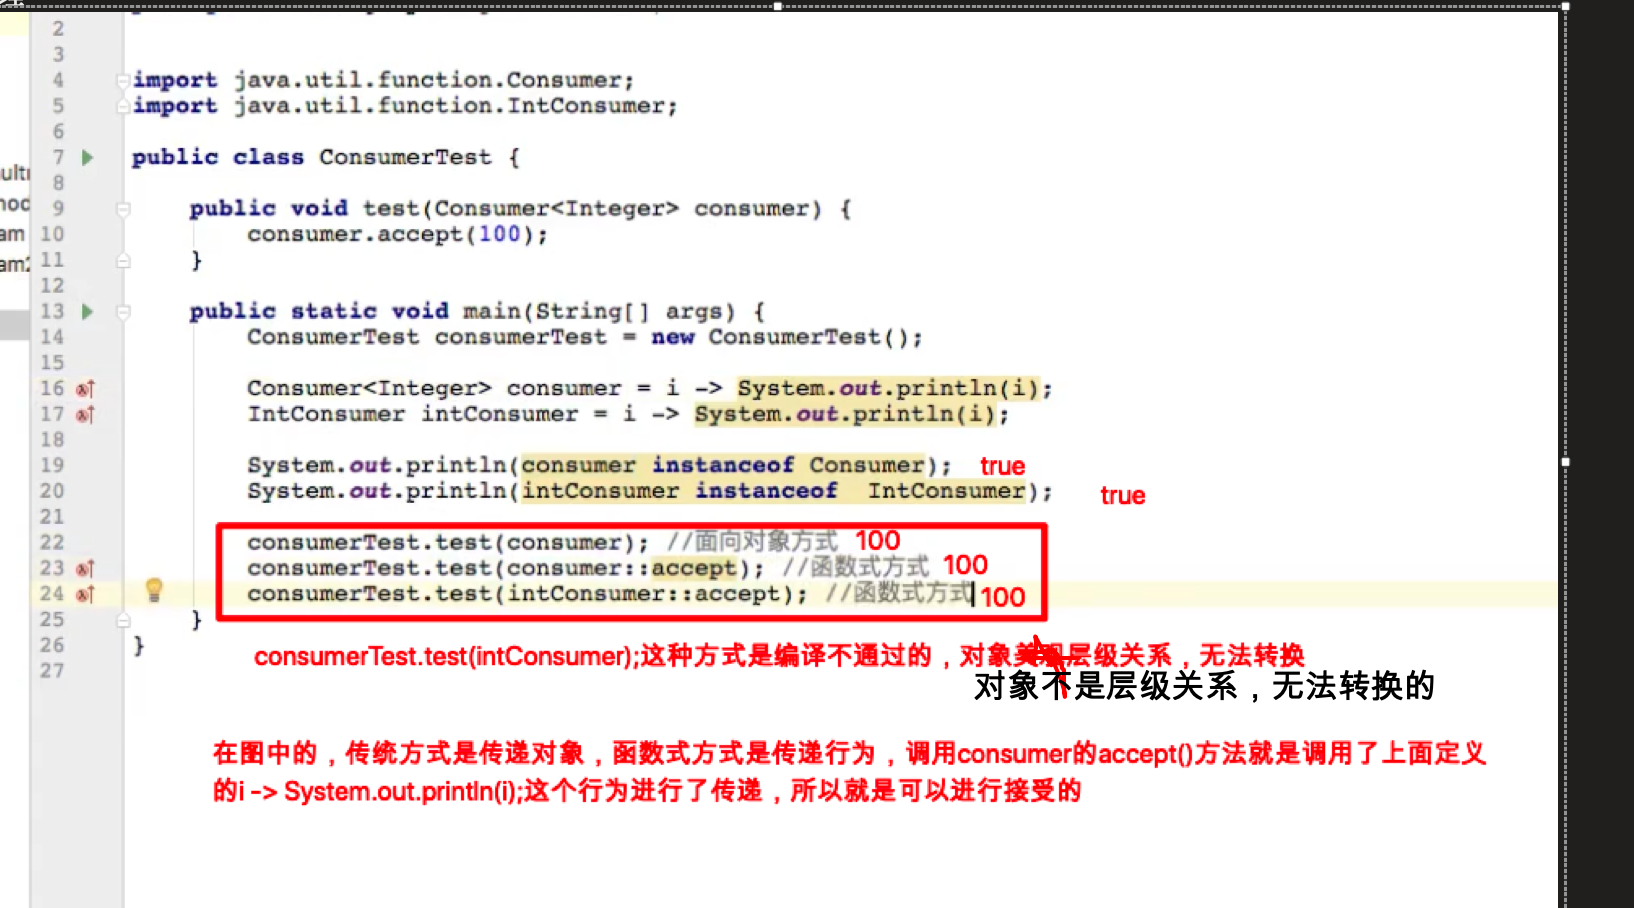 2
3
4 import java.util.function.Consumer;
5 import java.util.function.IntConsumer;
6
7 public class ConsumerTest {
8
9 public void test(Consumer<Integer> consumer) {
10 consumer.accept(100);
11 }
12
13 public static void main(String[] args) {
14 ConsumerTest consumerTest = new ConsumerTest();
15
16 Consumer<Integer> consumer = i -> System.out.println(i);
17 IntConsumer intConsumer = i -> System.out.println(i);
18
19 System.out.println(consumer instanceof Consumer); true
20 System.out.println(intConsumer instanceof IntConsumer); true
21
22 consumerTest.test(consumer); //面向对象方式 100
23 consumerTest.test(consumer::accept); //函数式方式 100
24 consumerTest.test(intConsumer::accept); //函数式方式 100
25 }
26 }
27
consumerTest.test(intConsumer);这种方式是编译不通过的，对象层级关系，无法转换
对象不是层级关系，无法转换的
在图中的，传统方式是传递对象，函数式方式是传递行为，调用consumer的accept()方法就是调用了上面定义
的i -> System.out.println(i);这个行为进行了传递，所以就是可以进行接受的